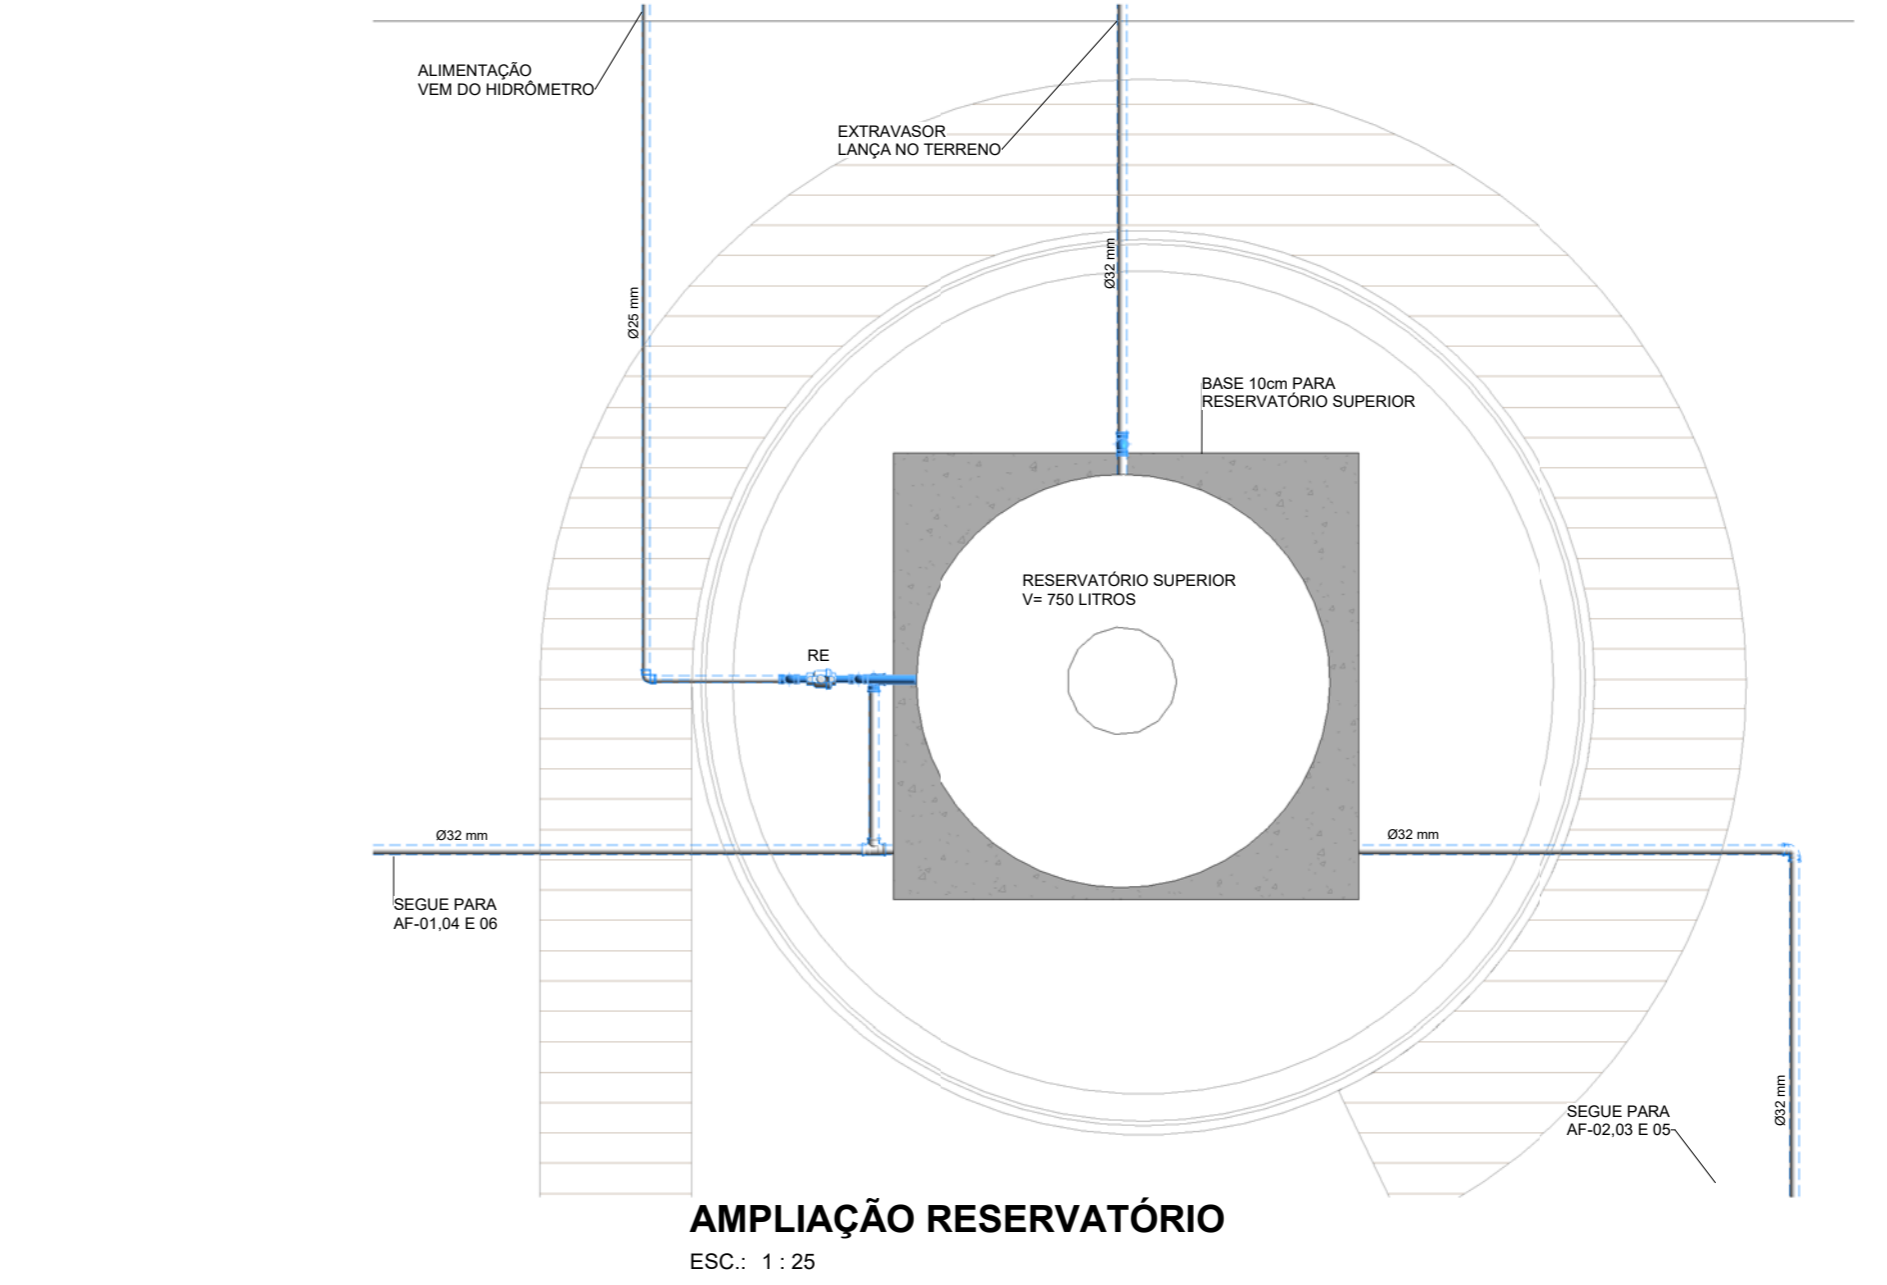 ALIMENTAÇÃO
VEM DO HIDRÔMETRO
EXTRAVASOR
LANÇA NO TERRENO
Ø32 mm
Ø25 mm
BASE 10cm PARA
RESERVATÓRIO SUPERIOR
RESERVATÓRIO SUPERIOR
V= 750 LITROS
RE
Ø32 mm
Ø32 mm
SEGUE PARA
AF-01,04 E 06
Ø32 mm
SEGUE PARA
AF-02,03 E 05
AMPLIAÇÃO RESERVATÓRIO
ESC.: 1 : 25